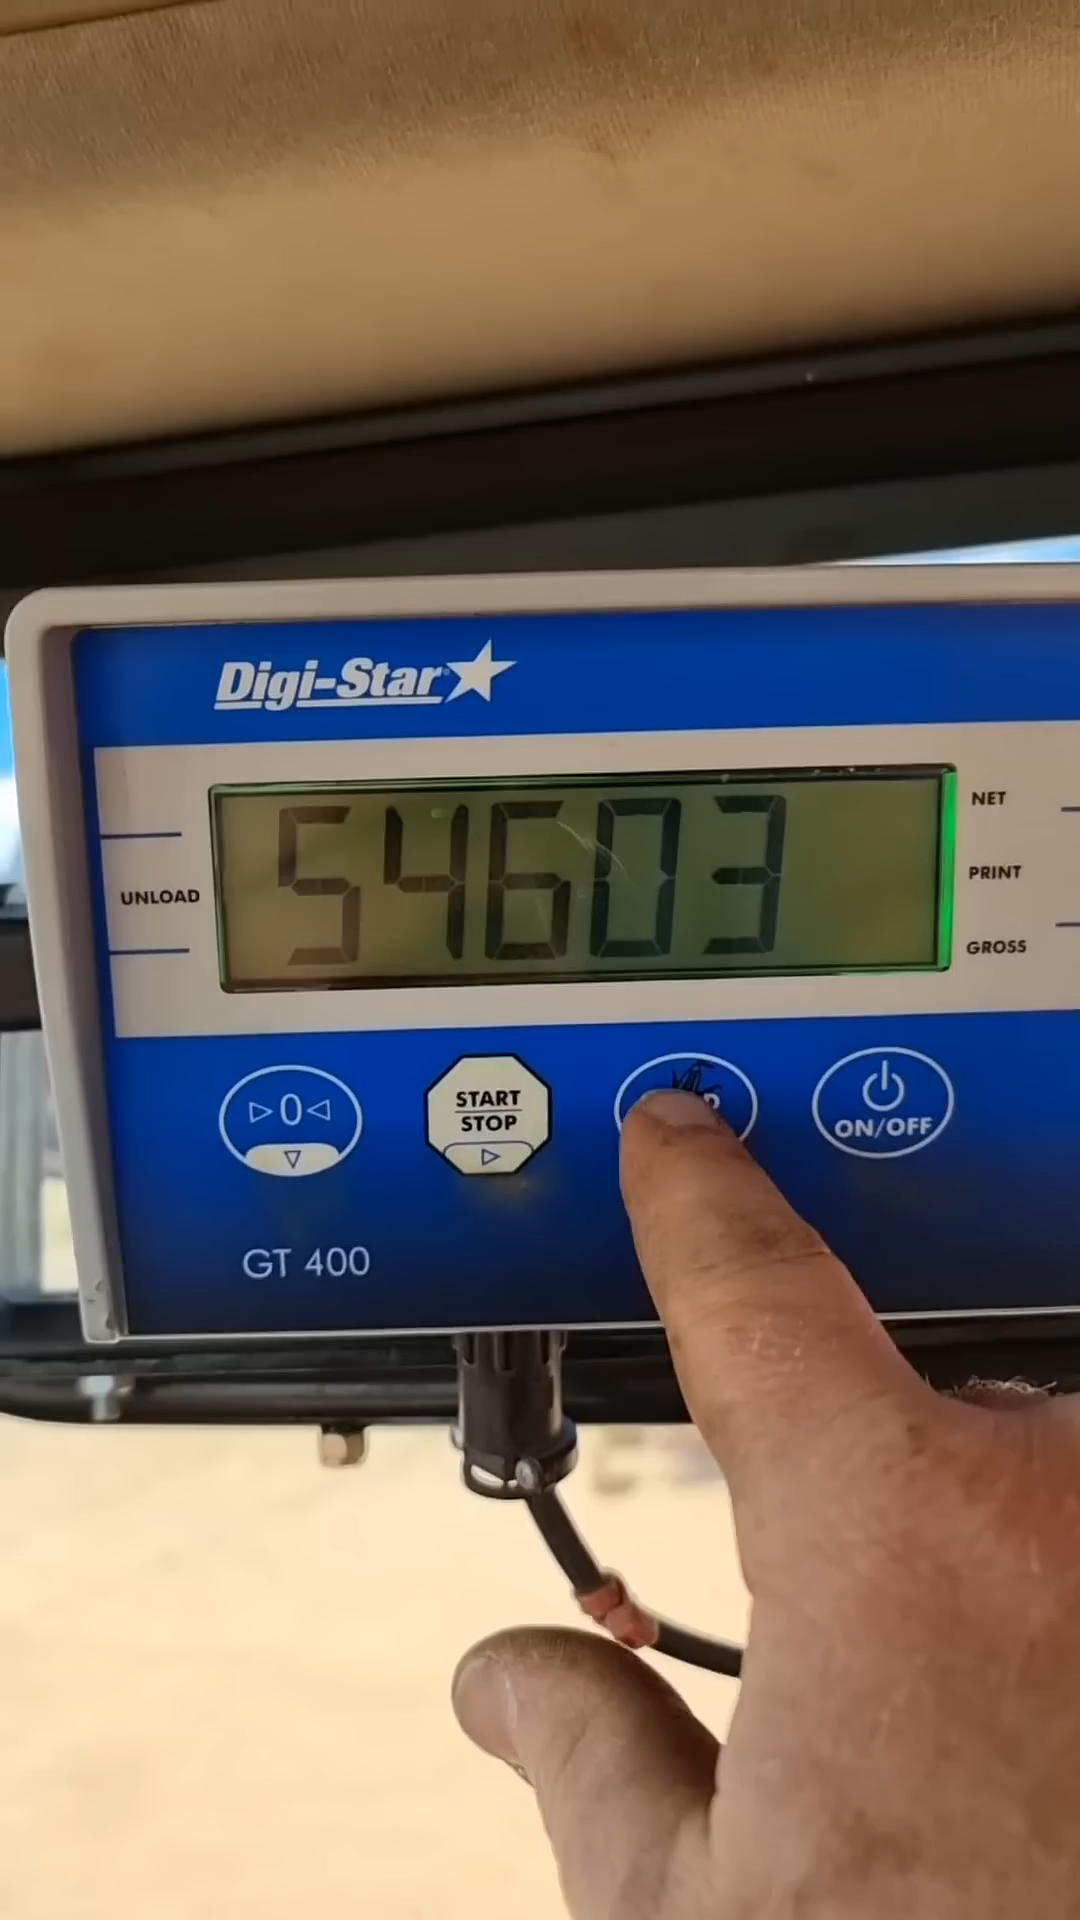 Digi-Star
54603
NET
PRINT
GROSS
UNLOAD
0
START
STOP
ON/OFF
GT 400